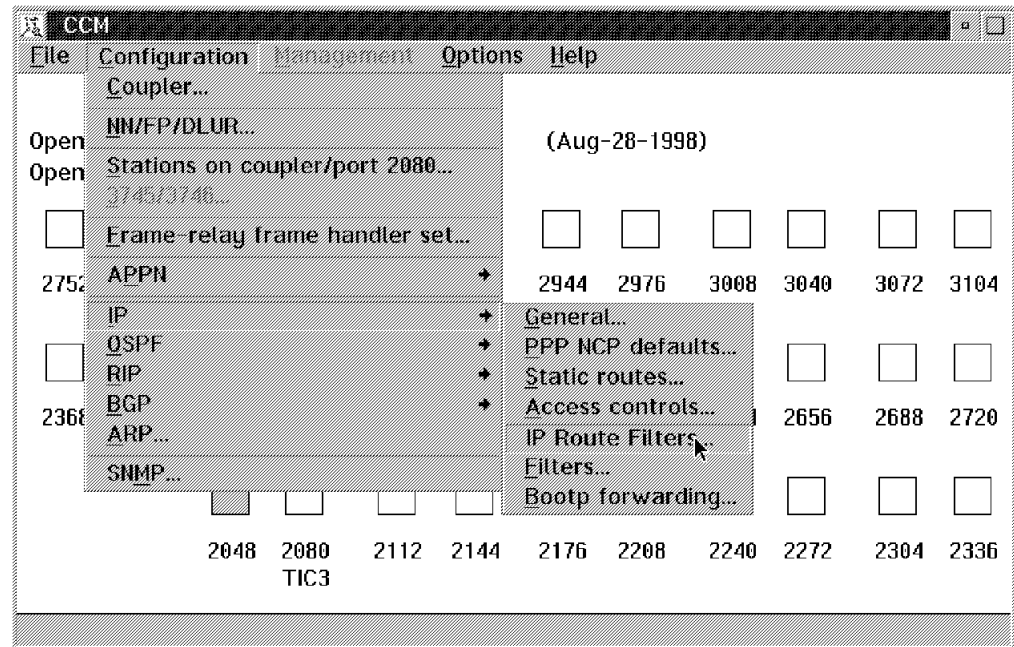 CCM
File Configuration Management Options Help
Coupler...
NN/FP/DLUR...
Open (Aug-28-1998)
Stations on coupler/port 2080...
Open
3745/3746...
Frame-relay frame handler set...
APPN
2752 2944 2976 3008 3040 3072 3104
IP
General...
OSPF
PPP NCP defaults...
RIP
Static routes...
BGP
Access controls...
2368 2656 2688 2720
ARP...
IP Route Filters...
SNMP...
Filters...
Bootp forwarding...
2048 2080 2112 2144 2176 2208 2240 2272 2304 2336
TIC3